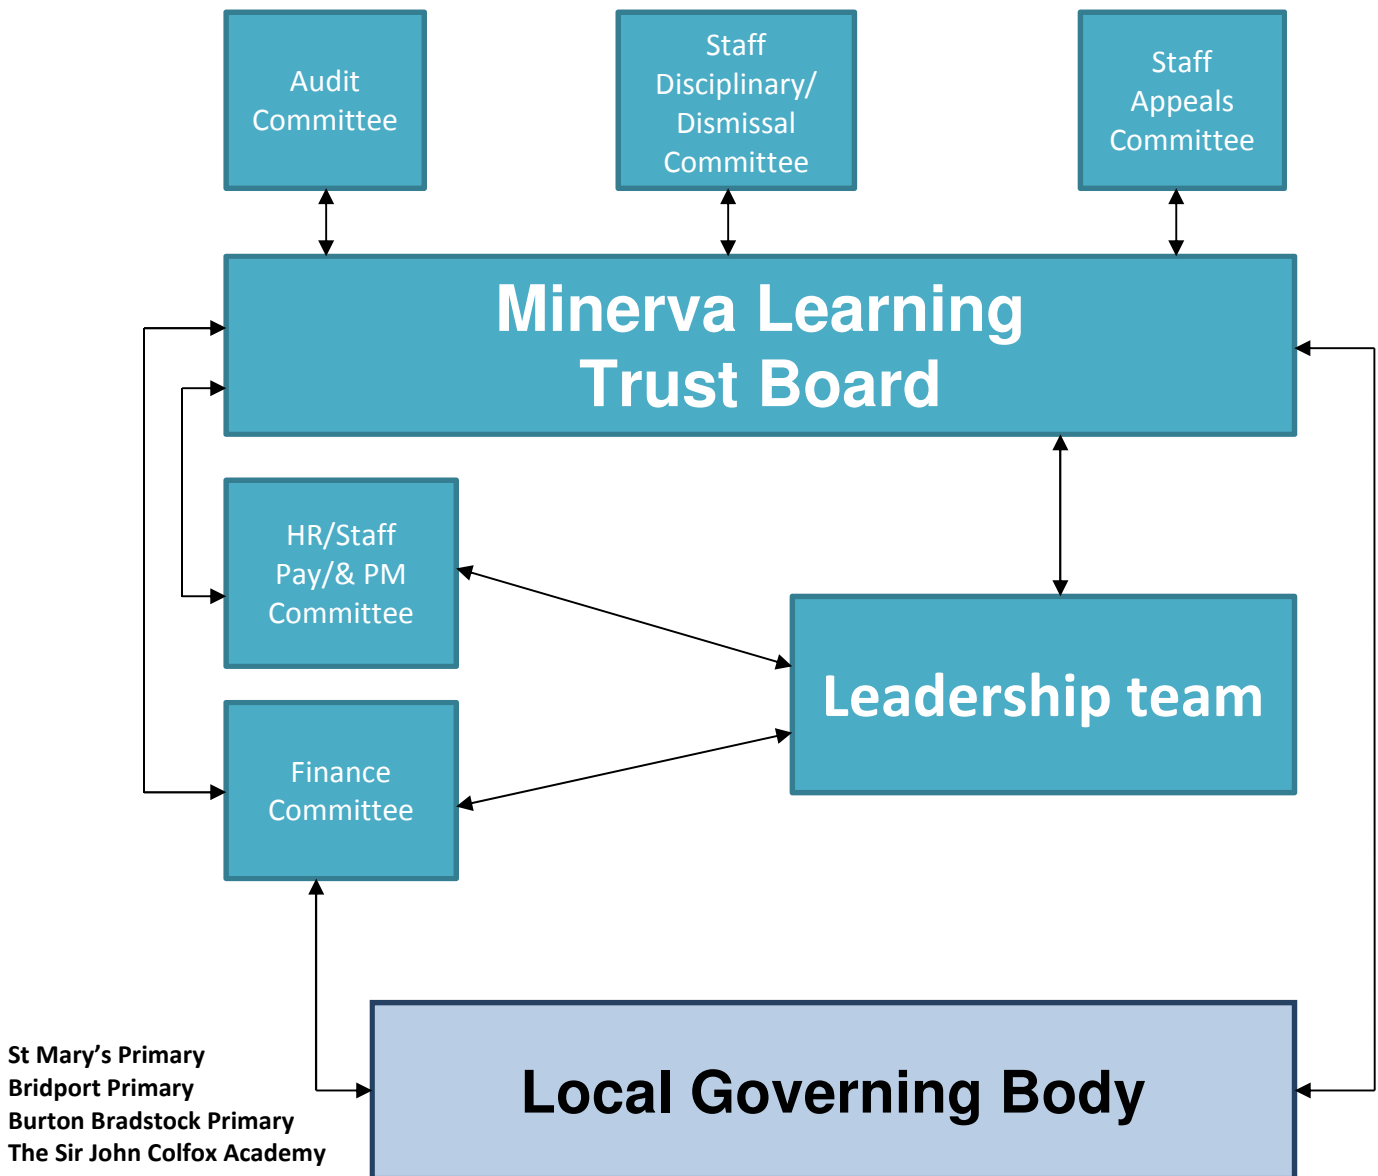 Audit
Committee
Staff
Disciplinary/
Dismissal
Committee
Staff
Appeals
Committee
Minerva Learning
Trust Board
HR/Staff
Pay/& PM
Committee
Leadership team
Finance
Committee
St Mary’s Primary
Bridport Primary
Burton Bradstock Primary
The Sir John Colfox Academy
Local Governing Body